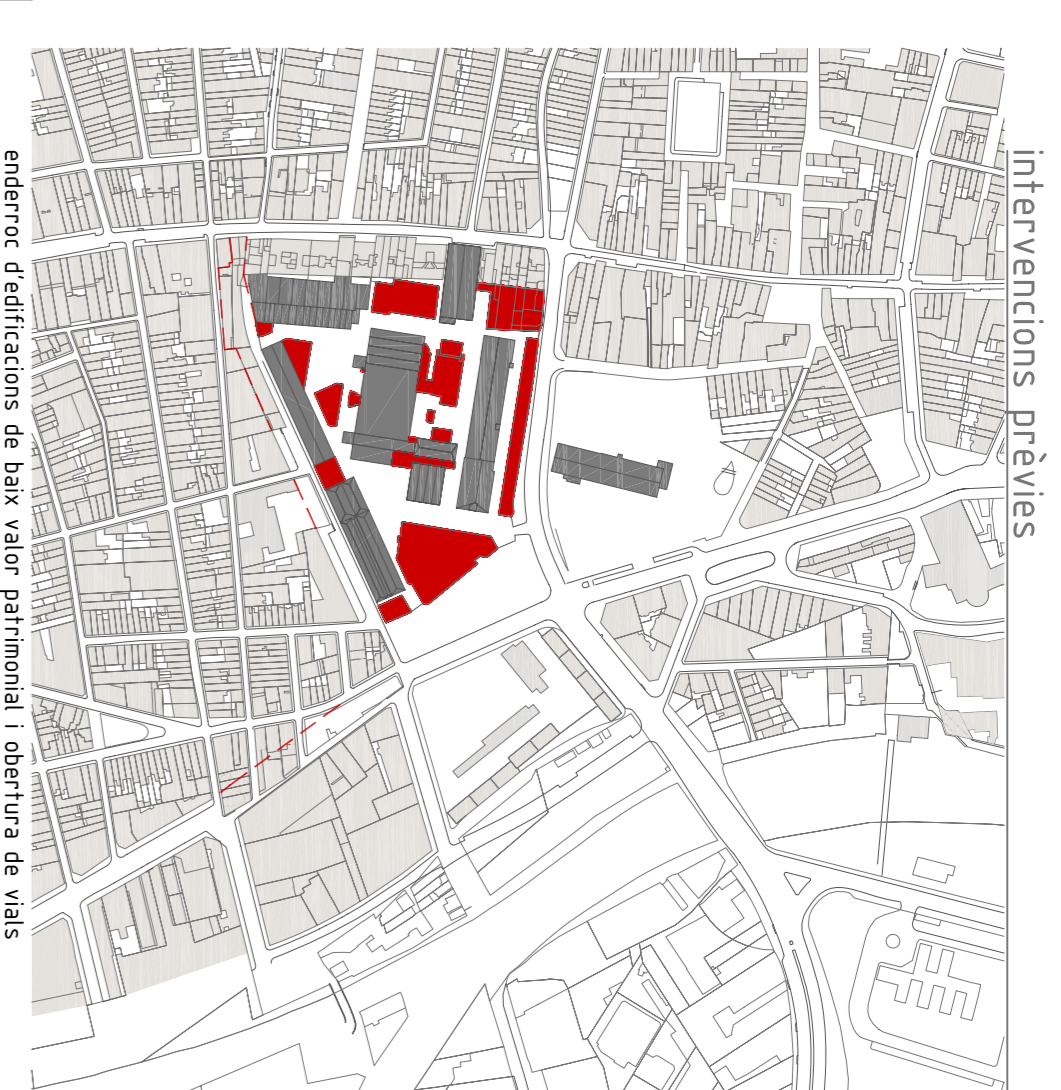 intervencions prèvies
enderroc d'edificacions de baix valor patrimonial i obertura de vials